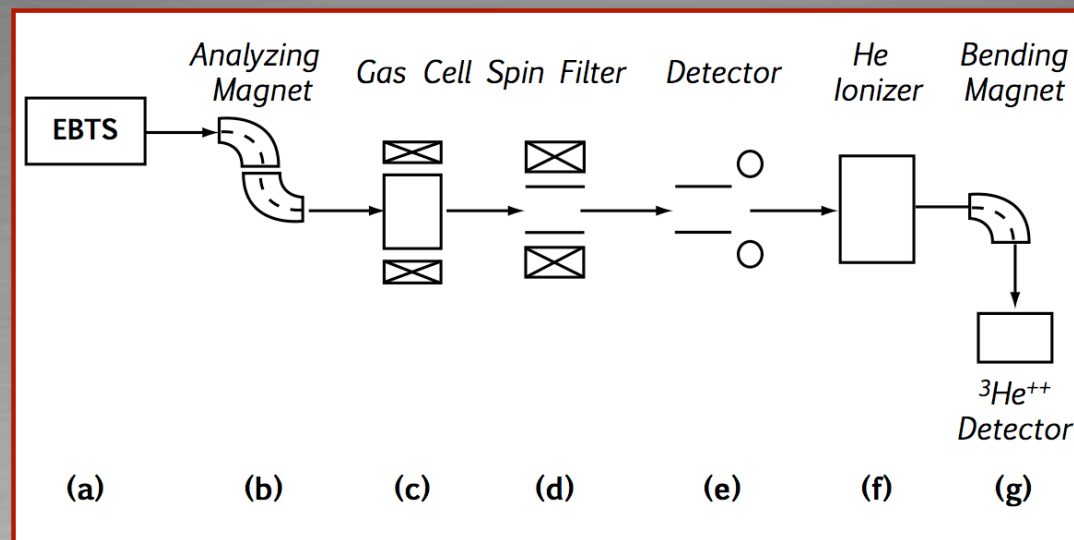 Analyzing
Magnet
Gas Cell
Spin Filter
Detector
He
Ionizer
Bending
Magnet
EBTS
³He⁺⁺
Detector
(a)
(b)
(c)
(d)
(e)
(f)
(g)